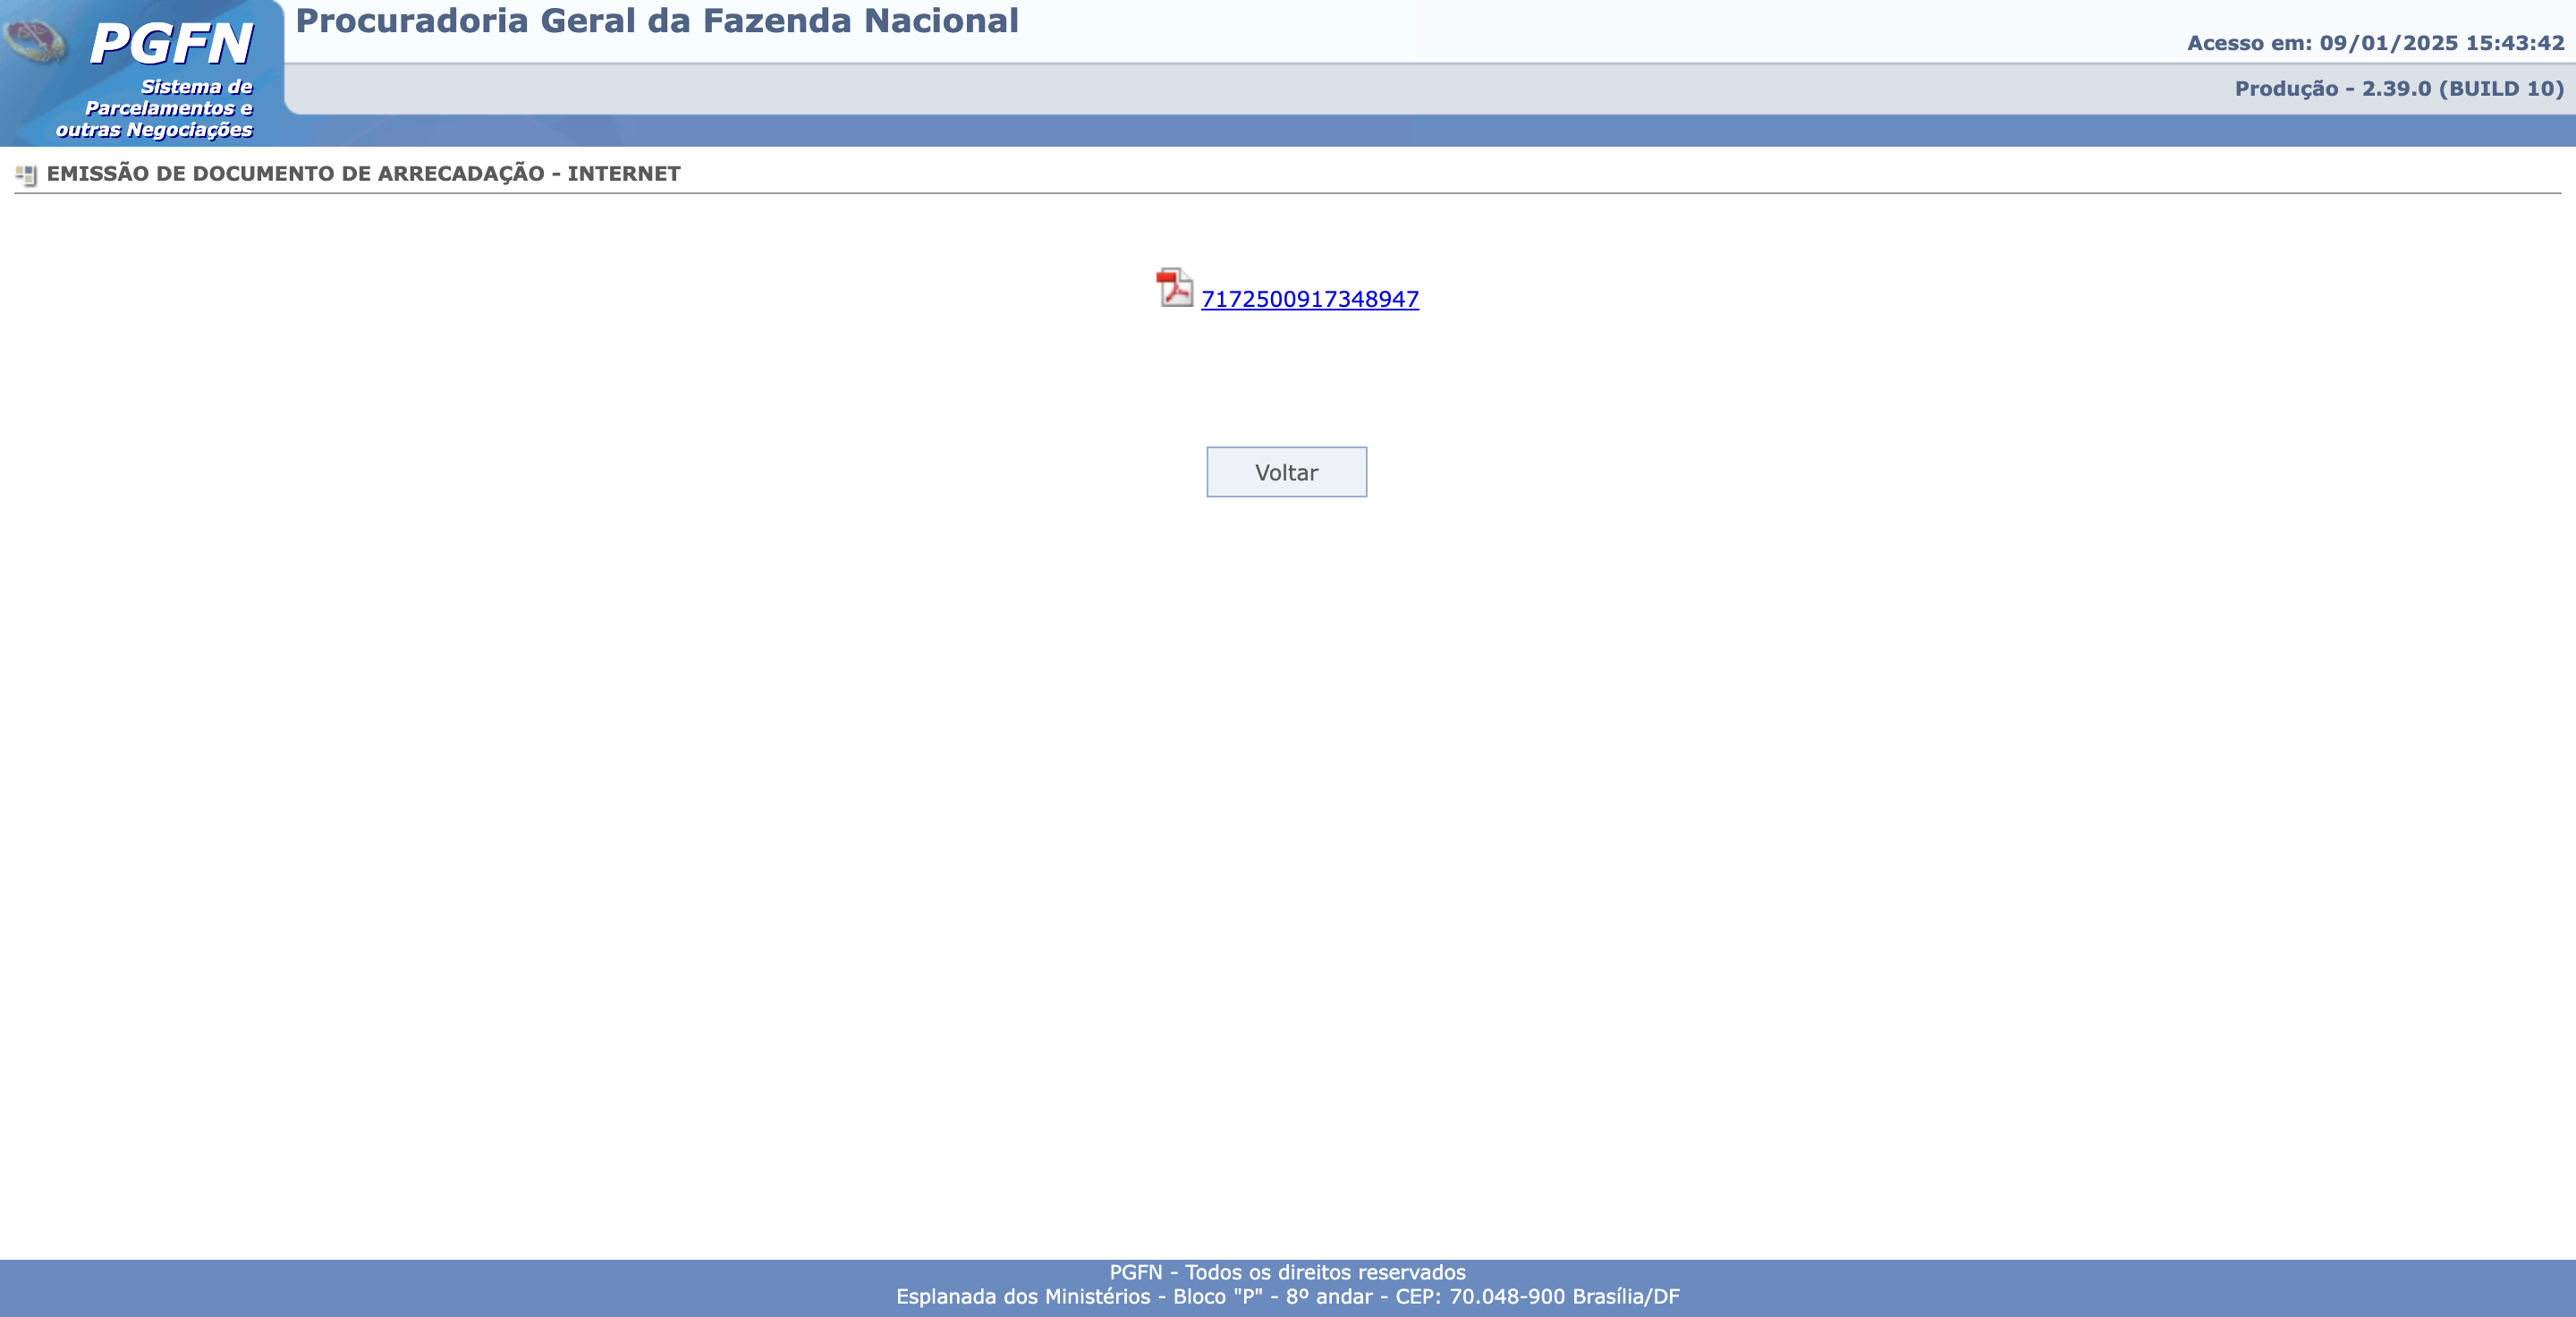 PGFN
Sistema de
Parcelamentos e
outras Negociações
Procuradoria Geral da Fazenda Nacional
Acesso em: 09/01/2025 15:43:42
Produção - 2.39.0 (BUILD 10)
EMISSÃO DE DOCUMENTO DE ARRECADAÇÃO - INTERNET
7172500917348947
Voltar
PGFN - Todos os direitos reservados
Esplanada dos Ministérios - Bloco "P" - 8º andar - CEP: 70.048-900 Brasília/DF